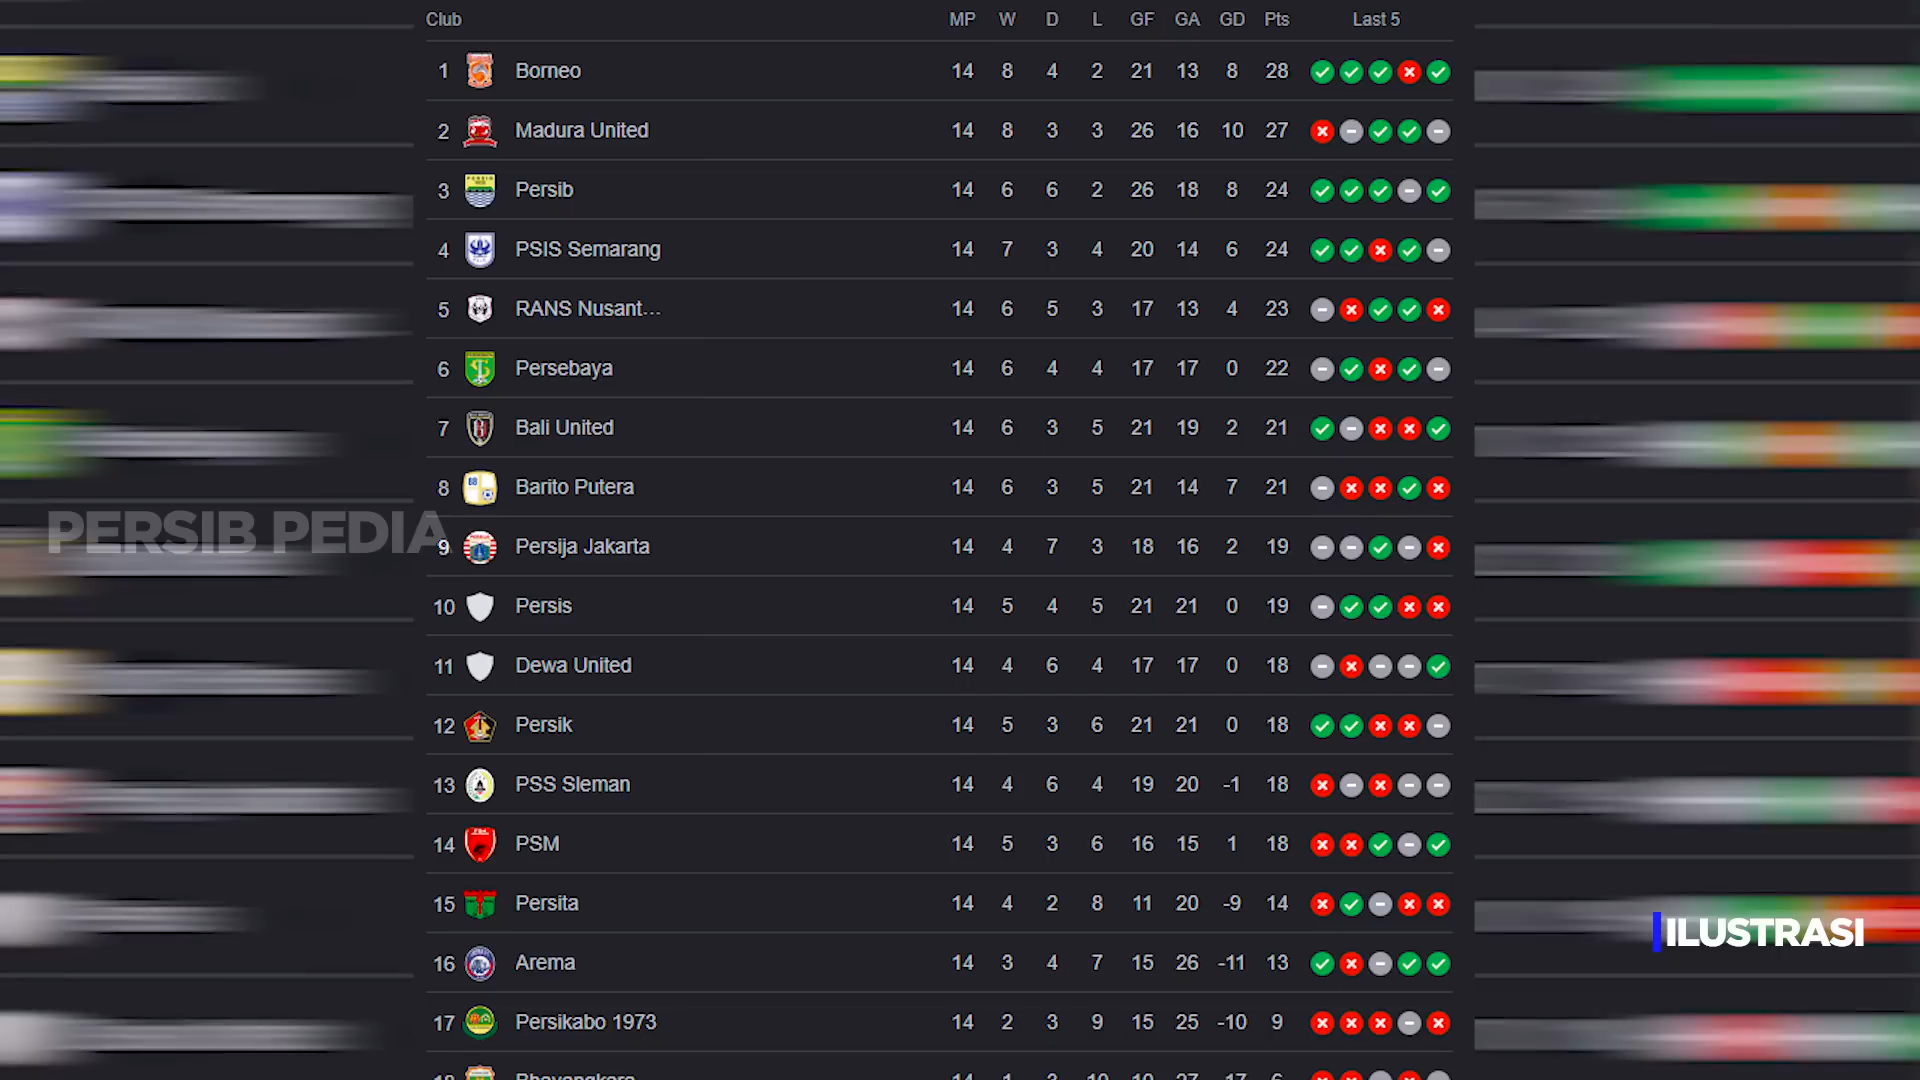 Club MP W D L GF GA GD Pts Last 5
1 Borneo 14 8 4 2 21 13 8 28
2 Madura United 14 8 3 3 26 16 10 27
3 Persib 14 6 6 2 26 18 8 24
4 PSIS Semarang 14 7 3 4 20 14 6 24
5 RANS Nusant... 14 6 5 3 17 13 4 23
6 Persebaya 14 6 4 4 17 17 0 22
7 Bali United 14 6 3 5 21 19 2 21
8 Barito Putera 14 6 3 5 21 14 7 21
PERSIB PEDIA
9 Persija Jakarta 14 4 7 3 18 16 2 19
10 Persis 14 5 4 5 21 21 0 19
11 Dewa United 14 4 6 4 17 17 0 18
12 Persik 14 5 3 6 21 21 0 18
13 PSS Sleman 14 4 6 4 19 20 -1 18
14 PSM 14 5 3 6 16 15 1 18
15 Persita 14 4 2 8 11 20 -9 14
ILUSTRASI
16 Arema 14 3 4 7 15 26 -11 13
17 Persikabo 1973 14 2 3 9 15 25 -10 9